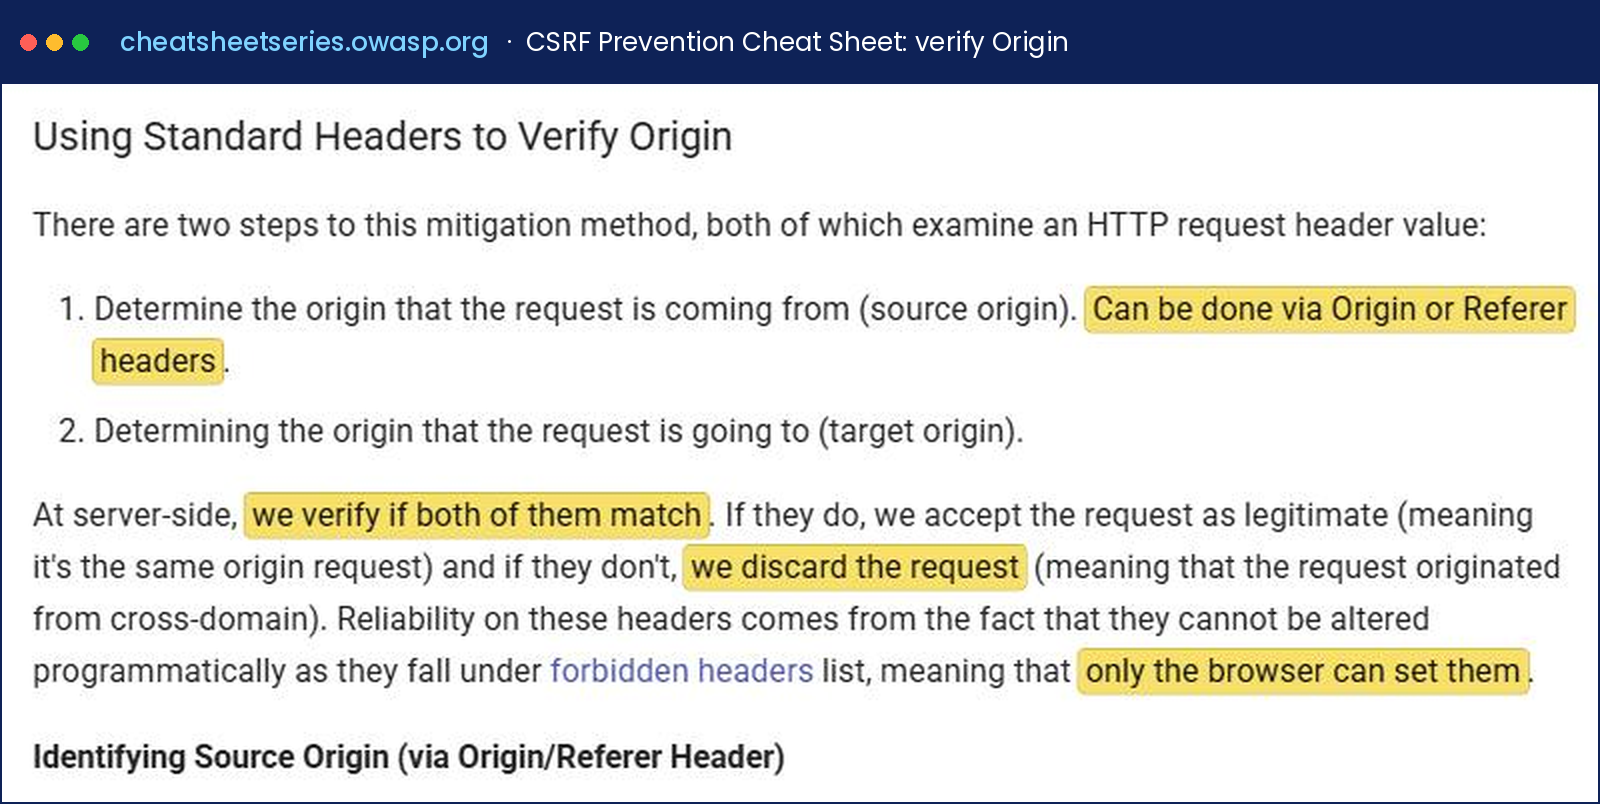 cheatsheetseries.owasp.org · CSRF Prevention Cheat Sheet: verify Origin
Using Standard Headers to Verify Origin
There are two steps to this mitigation method, both of which examine an HTTP request header value:
1. Determine the origin that the request is coming from (source origin). Can be done via Origin or Referer
headers.
2. Determining the origin that the request is going to (target origin).
At server-side, we verify if both of them match. If they do, we accept the request as legitimate (meaning
it's the same origin request) and if they don't, we discard the request (meaning that the request originated
from cross-domain). Reliability on these headers comes from the fact that they cannot be altered
programmatically as they fall under forbidden headers list, meaning that only the browser can set them.
Identifying Source Origin (via Origin/Referer Header)